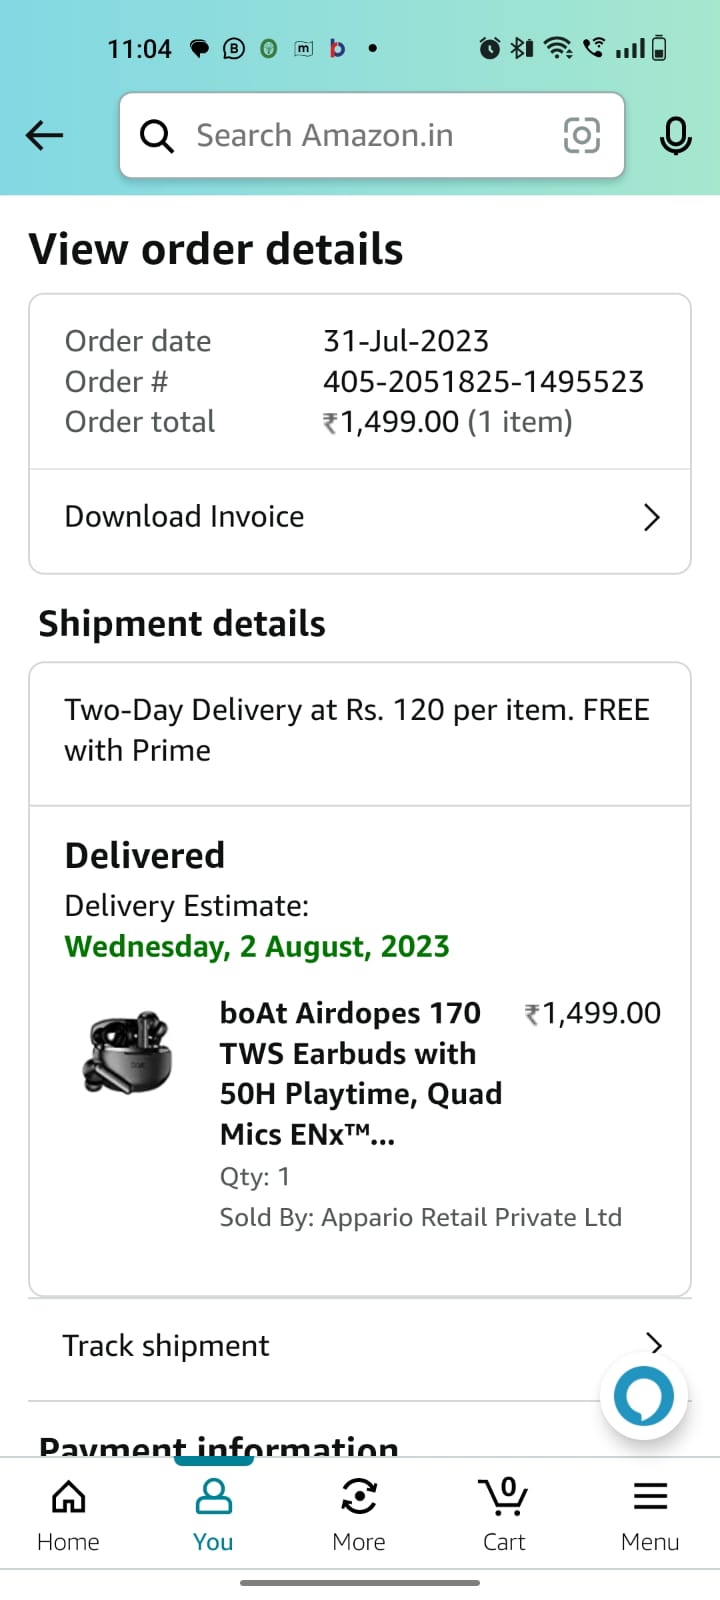 11:04
Search Amazon.in
View order details
Order date 31-Jul-2023
Order # 405-2051825-1495523
Order total ₹1,499.00 (1 item)
Download Invoice
Shipment details
Two-Day Delivery at Rs. 120 per item. FREE
with Prime
Delivered
Delivery Estimate:
Wednesday, 2 August, 2023
boAt Airdopes 170 ₹1,499.00
TWS Earbuds with
50H Playtime, Quad
Mics ENx™...
Qty: 1
Sold By: Appario Retail Private Ltd
Track shipment
Payment information
0
Home You More Cart Menu